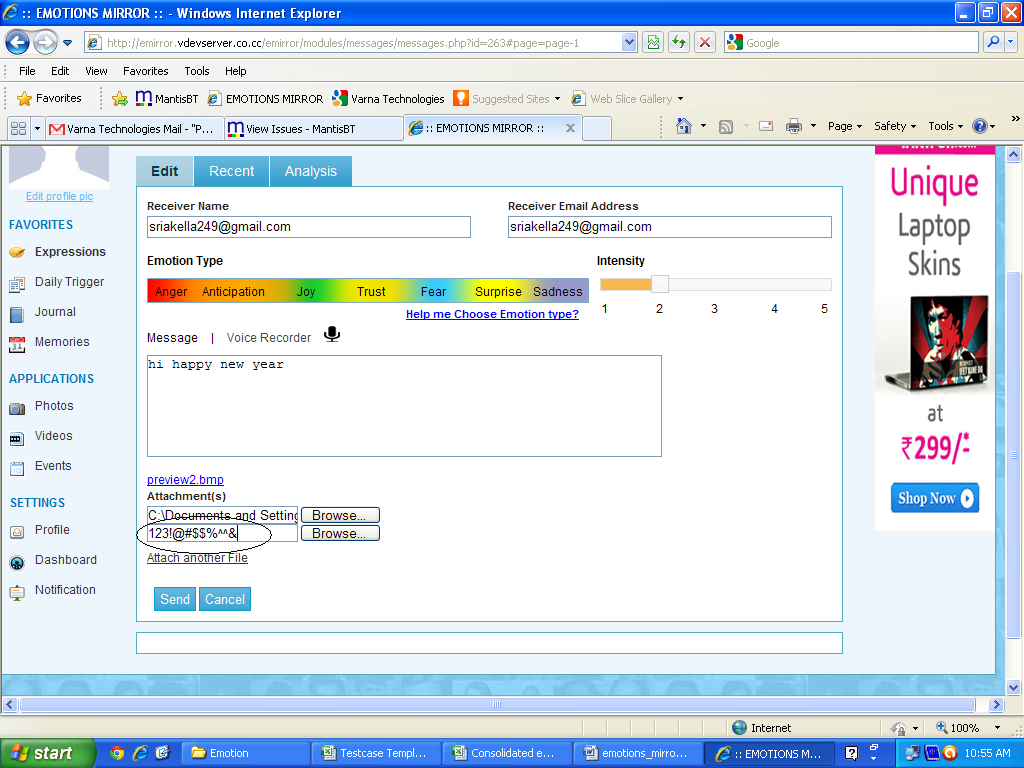 :: EMOTIONS MIRROR :: - Windows Internet Explorer
http://emirror.vdevserver.co.cc/emirror/modules/messages/messages.php?id=263#page=page-1
Google
File Edit View Favorites Tools Help
Favorites MantisBT EMOTIONS MIRROR Varna Technologies Suggested Sites Web Slice Gallery
Varna Technologies Mail - "P... View Issues - MantisBT :: EMOTIONS MIRROR :: Page Safety Tools »
Edit profile pic
FAVORITES
Expressions
Daily Trigger
Journal
Memories
APPLICATIONS
Photos
Videos
Events
SETTINGS
Profile
Dashboard
Notification
Edit Recent Analysis
Receiver Name Receiver Email Address
sriakella249@gmail.com sriakella249@gmail.com
Emotion Type Intensity
Anger Anticipation Joy Trust Fear Surprise Sadness
1 2 3 4 5
Help me Choose Emotion type?
Message | Voice Recorder
hi happy new year
preview2.bmp
Attachment(s)
C:\Documents and Setting Browse...
123!@#$$%^^& Browse...
Attach another File
Send Cancel
Unique
Laptop
Skins
at
₹299/-*
Shop Now
Internet 100%
start Emotion Testcase Templ... Consolidated e... emotions_mirro... :: EMOTIONS M... 10:55 AM